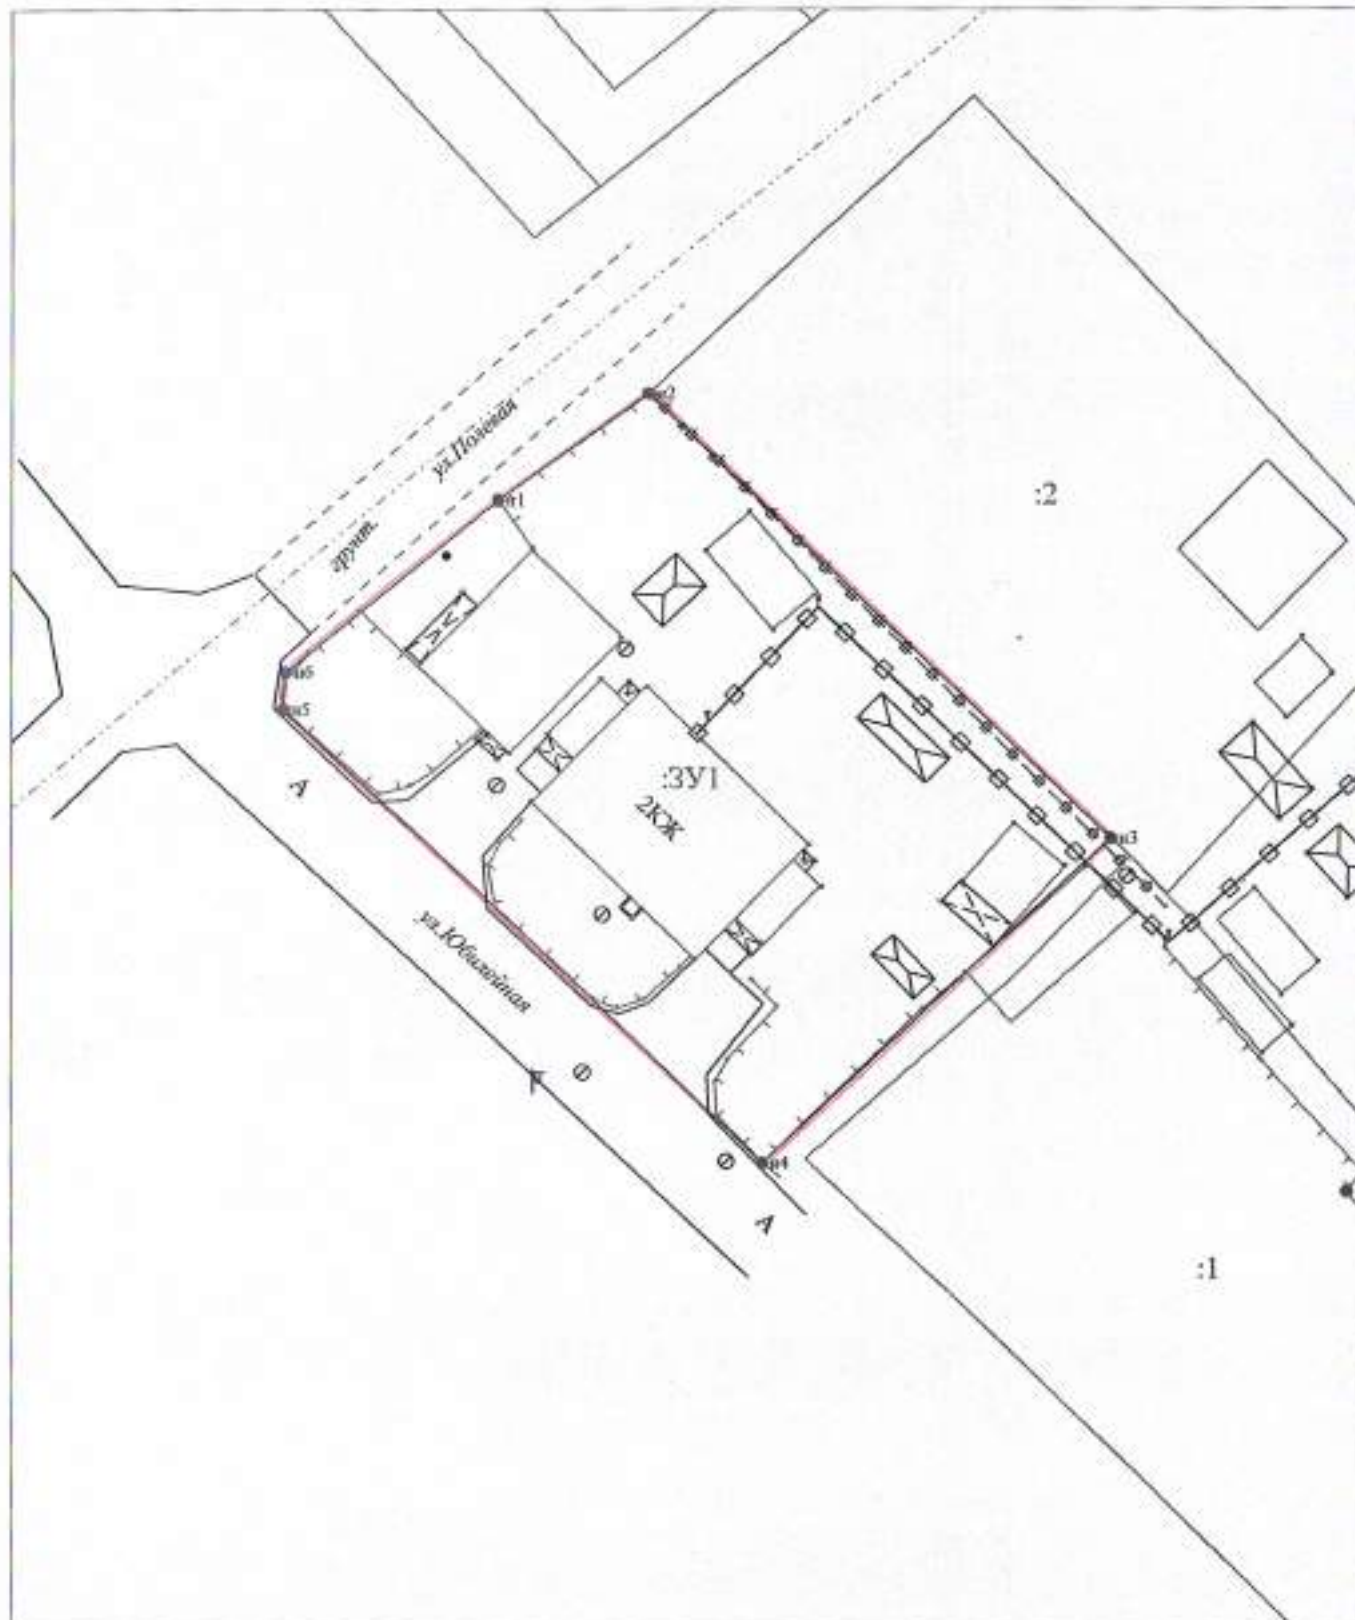 ул.Полевая
н2
грунт.
н1
:2
н6
н5
А
:ЗУ1
2КЖ
н3
ул.Юбилейная
н4
А
:1